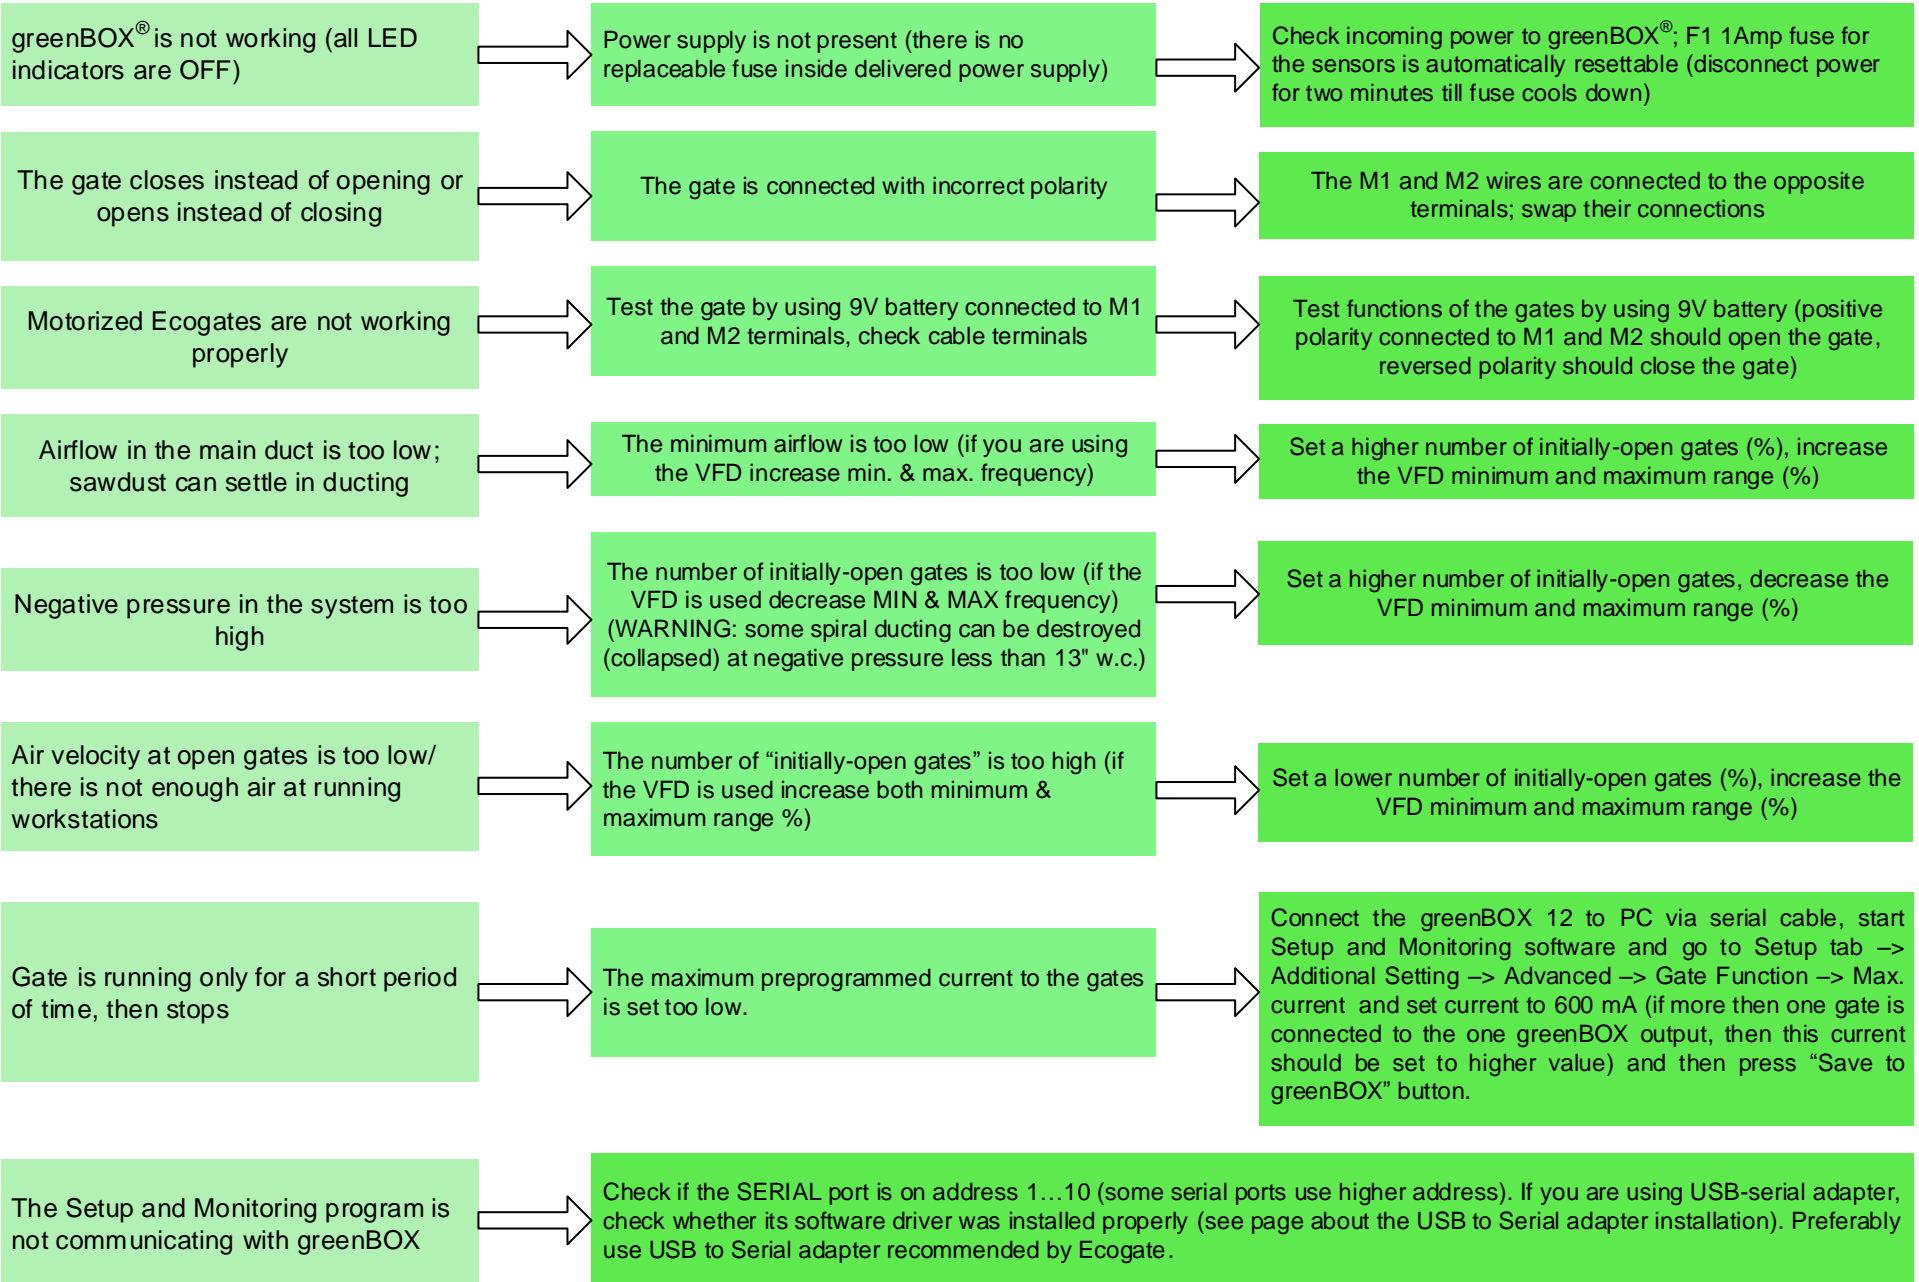 greenBOX® is not working (all LED
indicators are OFF)
Power supply is not present (there is no
replaceable fuse inside delivered power supply)
Check incoming power to greenBOX®; F1 1Amp fuse for
the sensors is automatically resettable (disconnect power
for two minutes till fuse cools down)
The gate closes instead of opening or
opens instead of closing
The gate is connected with incorrect polarity
The M1 and M2 wires are connected to the opposite
terminals; swap their connections
Motorized Ecogates are not working
properly
Test the gate by using 9V battery connected to M1
and M2 terminals, check cable terminals
Test functions of the gates by using 9V battery (positive
polarity connected to M1 and M2 should open the gate,
reversed polarity should close the gate)
Airflow in the main duct is too low;
sawdust can settle in ducting
The minimum airflow is too low (if you are using
the VFD increase min. & max. frequency)
Set a higher number of initially-open gates (%), increase
the VFD minimum and maximum range (%)
Negative pressure in the system is too
high
The number of initially-open gates is too low (if the
VFD is used decrease MIN & MAX frequency)
(WARNING: some spiral ducting can be destroyed
(collapsed) at negative pressure less than 13" w.c.)
Set a higher number of initially-open gates, decrease the
VFD minimum and maximum range (%)
Air velocity at open gates is too low/
there is not enough air at running
workstations
The number of “initially-open gates” is too high (if
the VFD is used increase both minimum &
maximum range %)
Set a lower number of initially-open gates (%), increase the
VFD minimum and maximum range (%)
Gate is running only for a short period
of time, then stops
The maximum preprogrammed current to the gates
is set too low.
Connect the greenBOX 12 to PC via serial cable, start
Setup and Monitoring software and go to Setup tab –>
Additional Setting –> Advanced –> Gate Function –> Max.
current and set current to 600 mA (if more then one gate is
connected to the one greenBOX output, then this current
should be set to higher value) and then press “Save to
greenBOX” button.
The Setup and Monitoring program is
not communicating with greenBOX
Check if the SERIAL port is on address 1…10 (some serial ports use higher address). If you are using USB-serial adapter,
check whether its software driver was installed properly (see page about the USB to Serial adapter installation). Preferably
use USB to Serial adapter recommended by Ecogate.